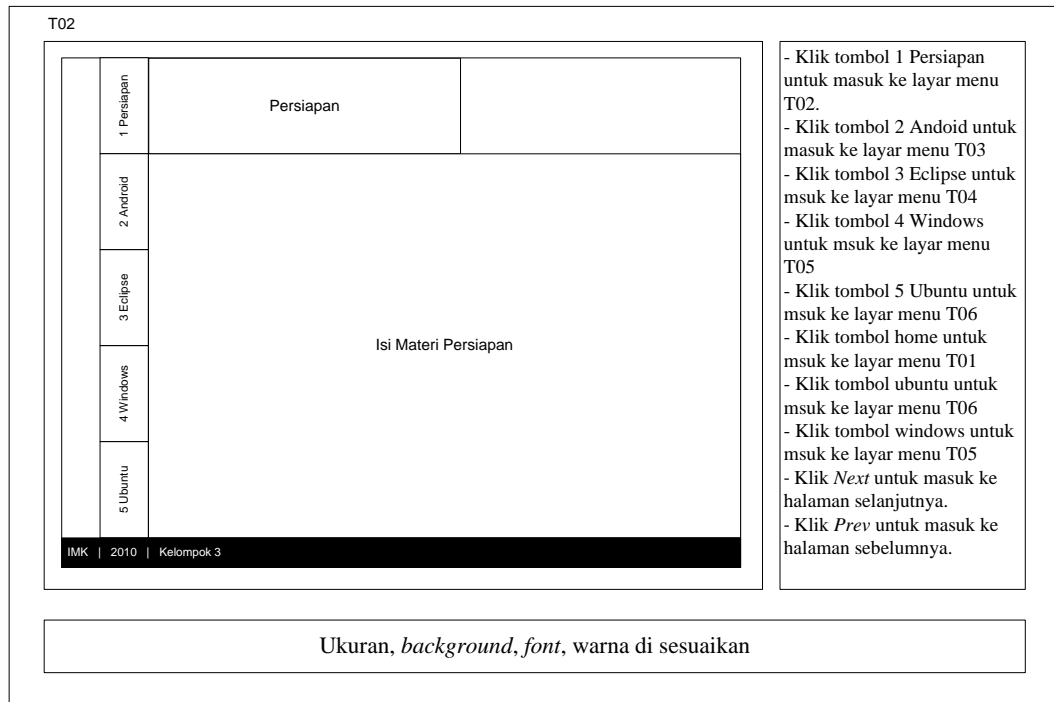 T02
1 Persiapan
Persiapan
2 Android
3 Eclipse
Isi Materi Persiapan
4 Windows
5 Ubuntu
IMK | 2010 | Kelompok 3
- Klik tombol 1 Persiapan
untuk masuk ke layar menu
T02.
- Klik tombol 2 Andoid untuk
masuk ke layar menu T03
- Klik tombol 3 Eclipse untuk
msuk ke layar menu T04
- Klik tombol 4 Windows
untuk msuk ke layar menu
T05
- Klik tombol 5 Ubuntu untuk
msuk ke layar menu T06
- Klik tombol home untuk
msuk ke layar menu T01
- Klik tombol ubuntu untuk
msuk ke layar menu T06
- Klik tombol windows untuk
msuk ke layar menu T05
- Klik Next untuk masuk ke
halaman selanjutnya.
- Klik Prev untuk masuk ke
halaman sebelumnya.
Ukuran, background, font, warna di sesuaikan